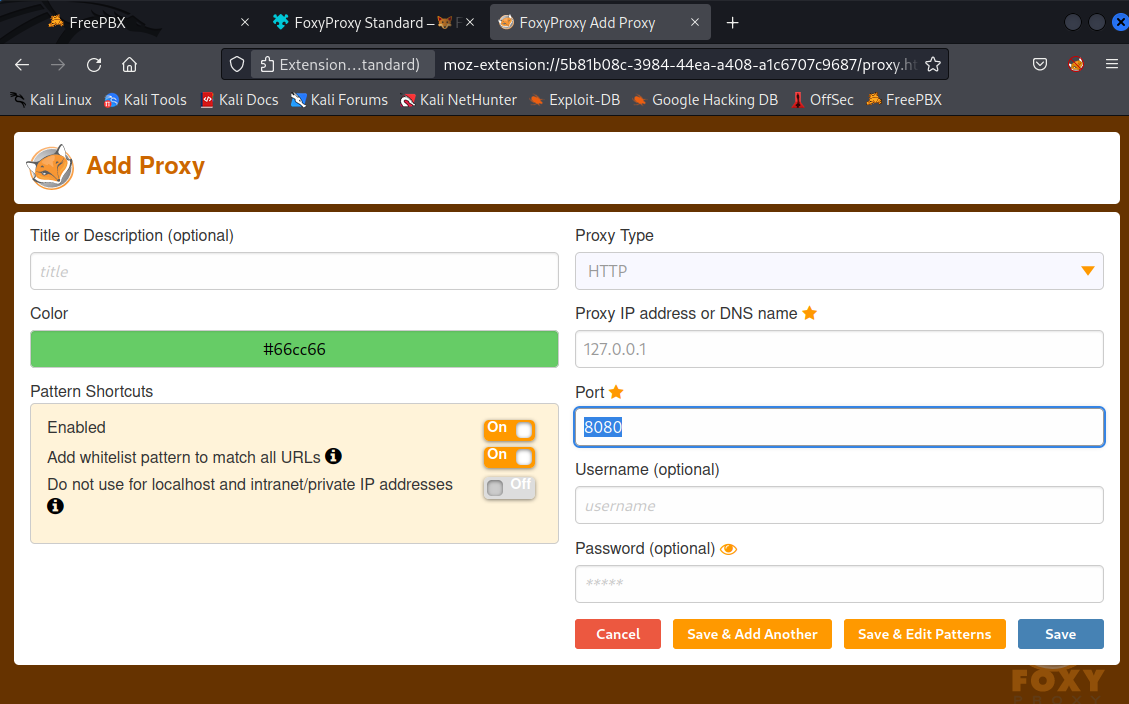 FreePBX
FoxyProxy Standard – F
FoxyProxy Add Proxy
Extension…tandard)
moz-extension://5b81b08c-3984-44ea-a408-a1c6707c9687/proxy.ht
Kali Linux
Kali Tools
Kali Docs
Kali Forums
Kali NetHunter
Exploit-DB
Google Hacking DB
OffSec
FreePBX
Add Proxy
Title or Description (optional)
title
Color
#66cc66
Pattern Shortcuts
Enabled
On
Add whitelist pattern to match all URLs
On
Do not use for localhost and intranet/private IP addresses
Off
Proxy Type
HTTP
Proxy IP address or DNS name
127.0.0.1
Port
8080
Username (optional)
username
Password (optional)
*****
Cancel
Save & Add Another
Save & Edit Patterns
Save
FOXY
PROXY